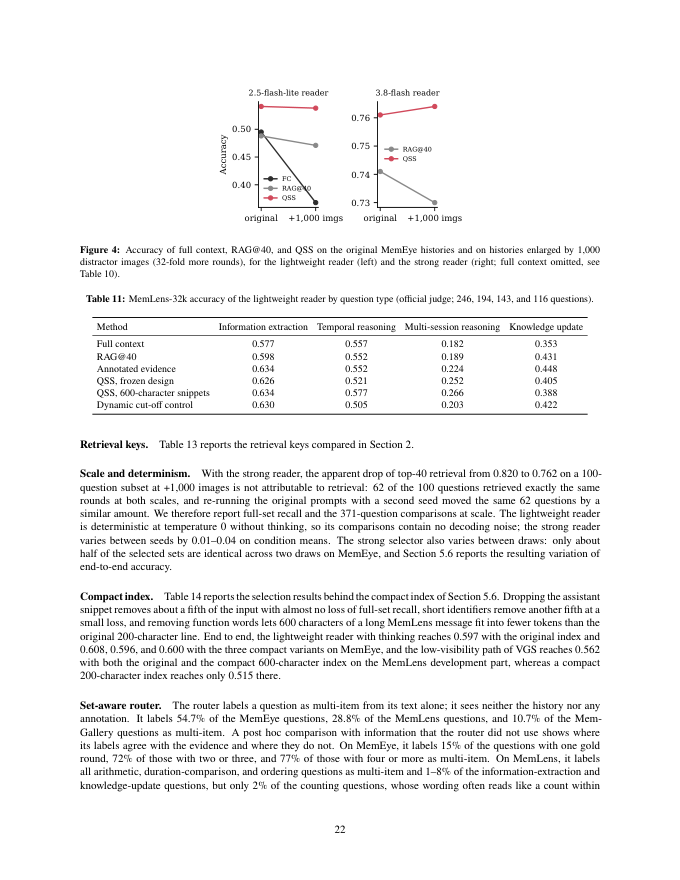 2.5-flash-lite reader
3.8-flash reader
Accuracy
0.50
0.45
0.40
FC
RAG@40
QSS
original
+1,000 imgs
0.76
0.75
0.74
0.73
RAG@40
QSS
original
+1,000 imgs
Figure 4: Accuracy of full context, RAG@40, and QSS on the original MemEye histories and on histories enlarged by 1,000
distractor images (32-fold more rounds), for the lightweight reader (left) and the strong reader (right; full context omitted, see
Table 10).
Table 11: MemLens-32k accuracy of the lightweight reader by question type (official judge; 246, 194, 143, and 116 questions).
Method Information extraction Temporal reasoning Multi-session reasoning Knowledge update
Full context 0.577 0.557 0.182 0.353
RAG@40 0.598 0.552 0.189 0.431
Annotated evidence 0.634 0.552 0.224 0.448
QSS, frozen design 0.626 0.521 0.252 0.405
QSS, 600-character snippets 0.634 0.577 0.266 0.388
Dynamic cut-off control 0.630 0.505 0.203 0.422
Retrieval keys. Table 13 reports the retrieval keys compared in Section 2.
Scale and determinism. With the strong reader, the apparent drop of top-40 retrieval from 0.820 to 0.762 on a 100-
question subset at +1,000 images is not attributable to retrieval: 62 of the 100 questions retrieved exactly the same
rounds at both scales, and re-running the original prompts with a second seed moved the same 62 questions by a
similar amount. We therefore report full-set recall and the 371-question comparisons at scale. The lightweight reader
is deterministic at temperature 0 without thinking, so its comparisons contain no decoding noise; the strong reader
varies between seeds by 0.01–0.04 on condition means. The strong selector also varies between draws: only about
half of the selected sets are identical across two draws on MemEye, and Section 5.6 reports the resulting variation of
end-to-end accuracy.
Compact index. Table 14 reports the selection results behind the compact index of Section 5.6. Dropping the assistant
snippet removes about a fifth of the input with almost no loss of full-set recall, short identifiers remove another fifth at a
small loss, and removing function words lets 600 characters of a long MemLens message fit into fewer tokens than the
original 200-character line. End to end, the lightweight reader with thinking reaches 0.597 with the original index and
0.608, 0.596, and 0.600 with the three compact variants on MemEye, and the low-visibility path of VGS reaches 0.562
with both the original and the compact 600-character index on the MemLens development part, whereas a compact
200-character index reaches only 0.515 there.
Set-aware router. The router labels a question as multi-item from its text alone; it sees neither the history nor any
annotation. It labels 54.7% of the MemEye questions, 28.8% of the MemLens questions, and 10.7% of the Mem-
Gallery questions as multi-item. A post hoc comparison with information that the router did not use shows where
its labels agree with the evidence and where they do not. On MemEye, it labels 15% of the questions with one gold
round, 72% of those with two or three, and 77% of those with four or more as multi-item. On MemLens, it labels
all arithmetic, duration-comparison, and ordering questions as multi-item and 1–8% of the information-extraction and
knowledge-update questions, but only 2% of the counting questions, whose wording often reads like a count within
22